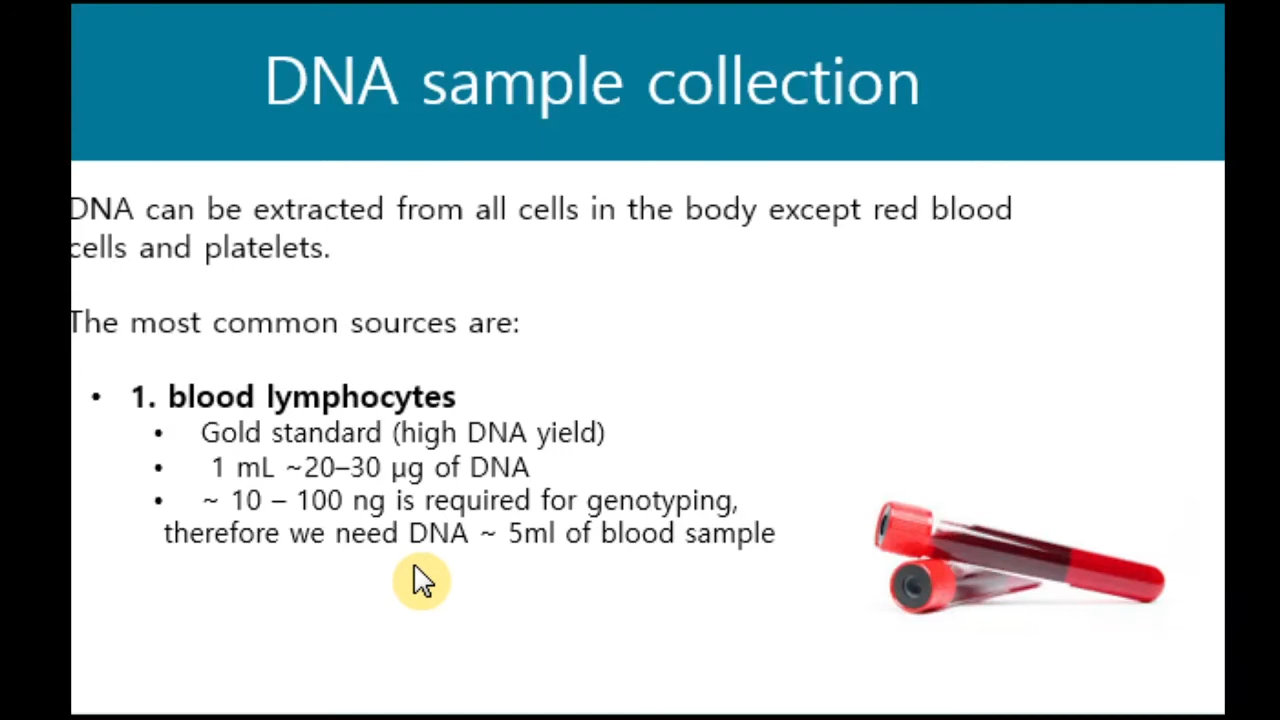 DNA sample collection
DNA can be extracted from all cells in the body except red blood
cells and platelets.
The most common sources are:
• 1. blood lymphocytes
• Gold standard (high DNA yield)
• 1 mL ~20–30 µg of DNA
• ~ 10 – 100 ng is required for genotyping,
therefore we need DNA ~ 5ml of blood sample